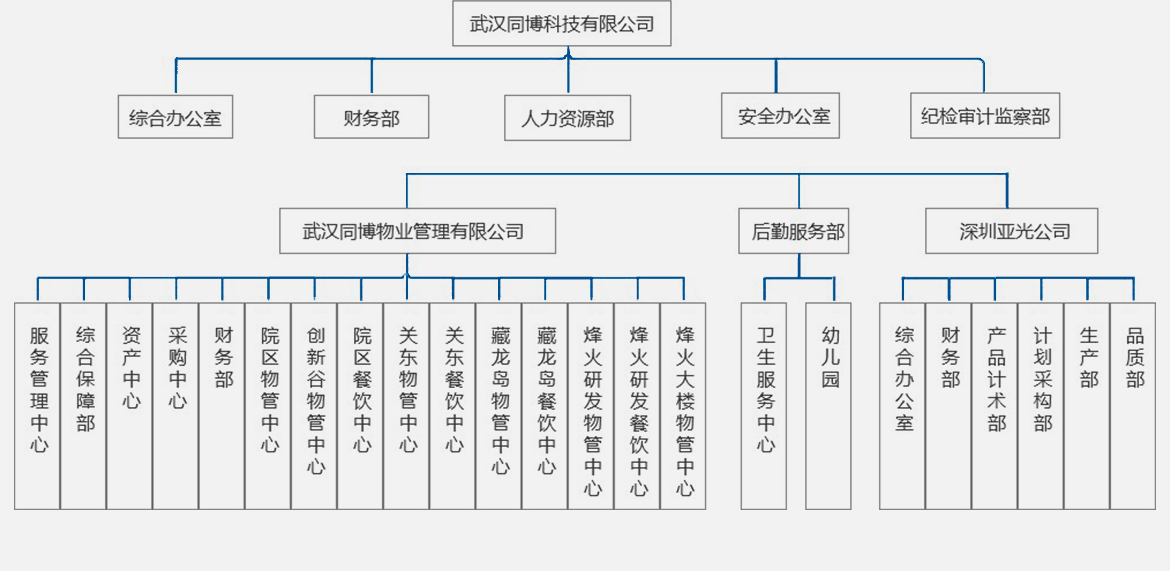 武汉同博科技有限公司
综合办公室
财务部
人力资源部
安全办公室
纪检审计监察部
武汉同博物业管理有限公司
后勤服务部
深圳亚光公司
服务管理中心
综合保障部
资产中心
采购中心
财务部
院区物管中心
创新谷物管中心
院区餐饮中心
关东物管中心
关东餐饮中心
藏龙岛物管中心
藏龙岛餐饮中心
烽火研发物管中心
烽火研发餐饮中心
烽火大楼物管中心
卫生服务中心
幼儿园
综合办公室
财务部
产品计术部
计划采构部
生产部
品质部